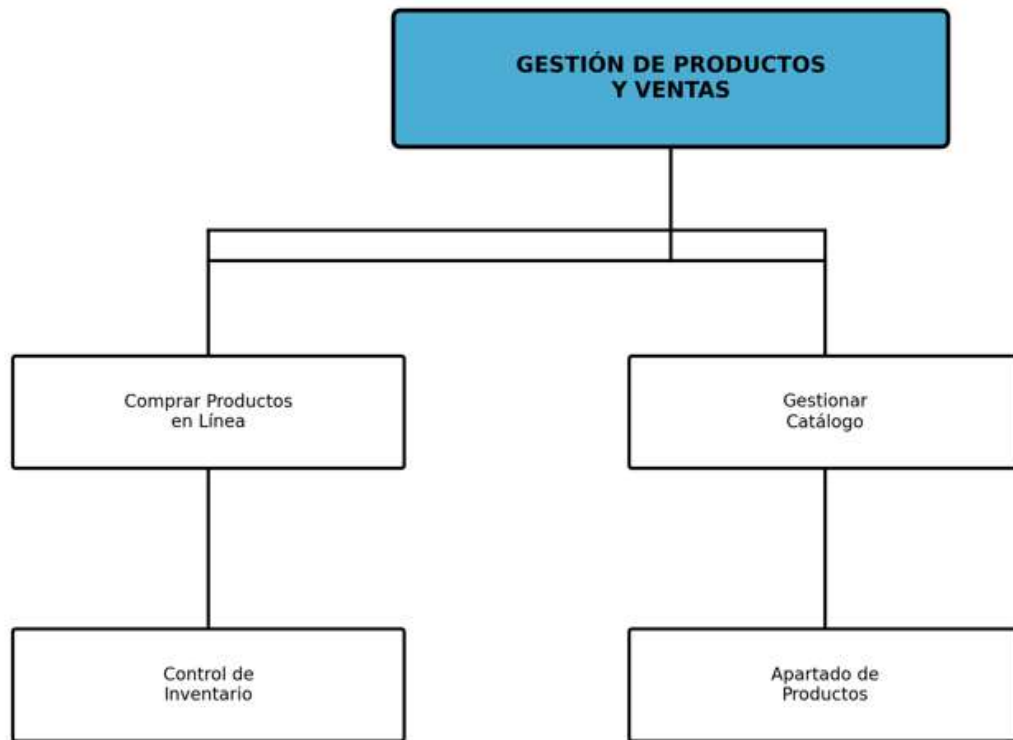 GESTIÓN DE PRODUCTOS
Y VENTAS
Comprar Productos
en Línea
Gestionar
Catálogo
Control de
Inventario
Apartado de
Productos